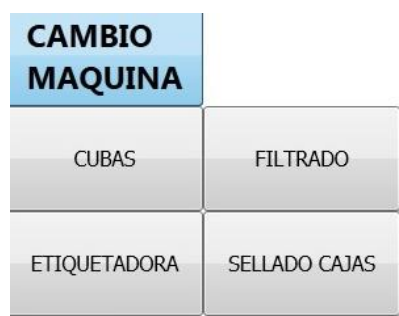 CAMBIO
MAQUINA
CUBAS
FILTRADO
ETIQUETADORA
SELLADO CAJAS